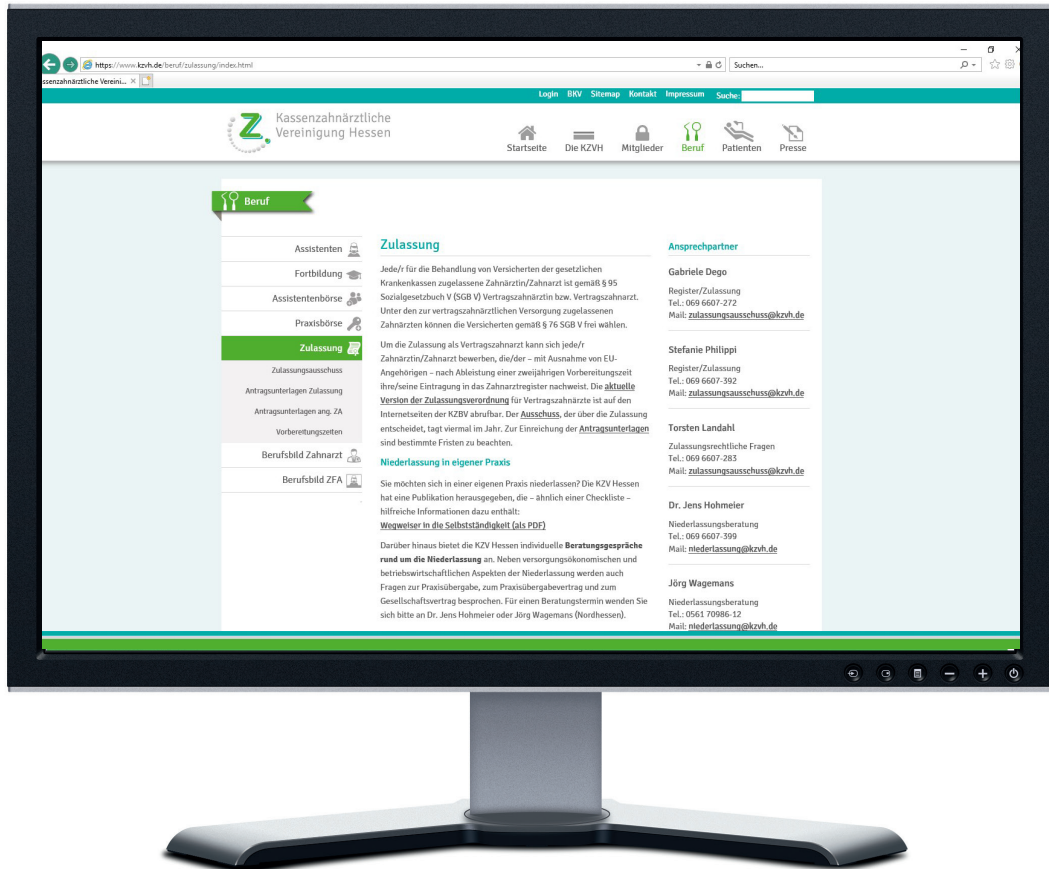 https://www.kzvh.de/beruf/zulassung/index.html
Suchen...
ssenzahnärztliche Vereini...
Login BKV Sitemap Kontakt Impressum Suche:
Kassenzahnärztliche
Vereinigung Hessen
Startseite Die KZVH Mitglieder Beruf Patienten Presse
Beruf
Assistenten
Fortbildung
Assistentenbörse
Praxisbörse
Zulassung
Zulassungsausschuss
Antragsunterlagen Zulassung
Antragsunterlagen ang. ZA
Vorbereitungszeiten
Berufsbild Zahnarzt
Berufsbild ZFA
Zulassung
Jede/r für die Behandlung von Versicherten der gesetzlichen
Krankenkassen zugelassene Zahnärztin/Zahnarzt ist gemäß § 95
Sozialgesetzbuch V (SGB V) Vertragszahnärztin bzw. Vertragszahnarzt.
Unter den zur vertragszahnärztlichen Versorgung zugelassenen
Zahnärzten können die Versicherten gemäß § 76 SGB V frei wählen.
Um die Zulassung als Vertragszahnarzt kann sich jede/r
Zahnärztin/Zahnarzt bewerben, die/der – mit Ausnahme von EU-
Angehörigen – nach Ableistung einer zweijährigen Vorbereitungszeit
ihre/seine Eintragung in das Zahnarztregister nachweist. Die aktuelle
Version der Zulassungsverordnung für Vertragszahnärzte ist auf den
Internetseiten der KZBV abrufbar. Der Ausschuss, der über die Zulassung
entscheidet, tagt viermal im Jahr. Zur Einreichung der Antragsunterlagen
sind bestimmte Fristen zu beachten.
Niederlassung in eigener Praxis
Sie möchten sich in einer eigenen Praxis niederlassen? Die KZV Hessen
hat eine Publikation herausgegeben, die – ähnlich einer Checkliste –
hilfreiche Informationen dazu enthält:
Wegweiser in die Selbstständigkeit (als PDF)
Darüber hinaus bietet die KZV Hessen individuelle Beratungsgespräche
rund um die Niederlassung an. Neben versorgungsökonomischen und
betriebswirtschaftlichen Aspekten der Niederlassung werden auch
Fragen zur Praxisübergabe, zum Praxisübergabevertrag und zum
Gesellschaftsvertrag besprochen. Für einen Beratungstermin wenden Sie
sich bitte an Dr. Jens Hohmeier oder Jörg Wagemans (Nordhessen).
Ansprechpartner
Gabriele Dego
Register/Zulassung
Tel.: 069 6607-272
Mail: zulassungsausschuss@kzvh.de
Stefanie Philippi
Register/Zulassung
Tel.: 069 6607-392
Mail: zulassungsausschuss@kzvh.de
Torsten Landahl
Zulassungsrechtliche Fragen
Tel.: 069 6607-283
Mail: zulassungsausschuss@kzvh.de
Dr. Jens Hohmeier
Niederlassungsberatung
Tel.: 069 6607-399
Mail: niederlassung@kzvh.de
Jörg Wagemans
Niederlassungsberatung
Tel.: 0561 70986-12
Mail: niederlassung@kzvh.de